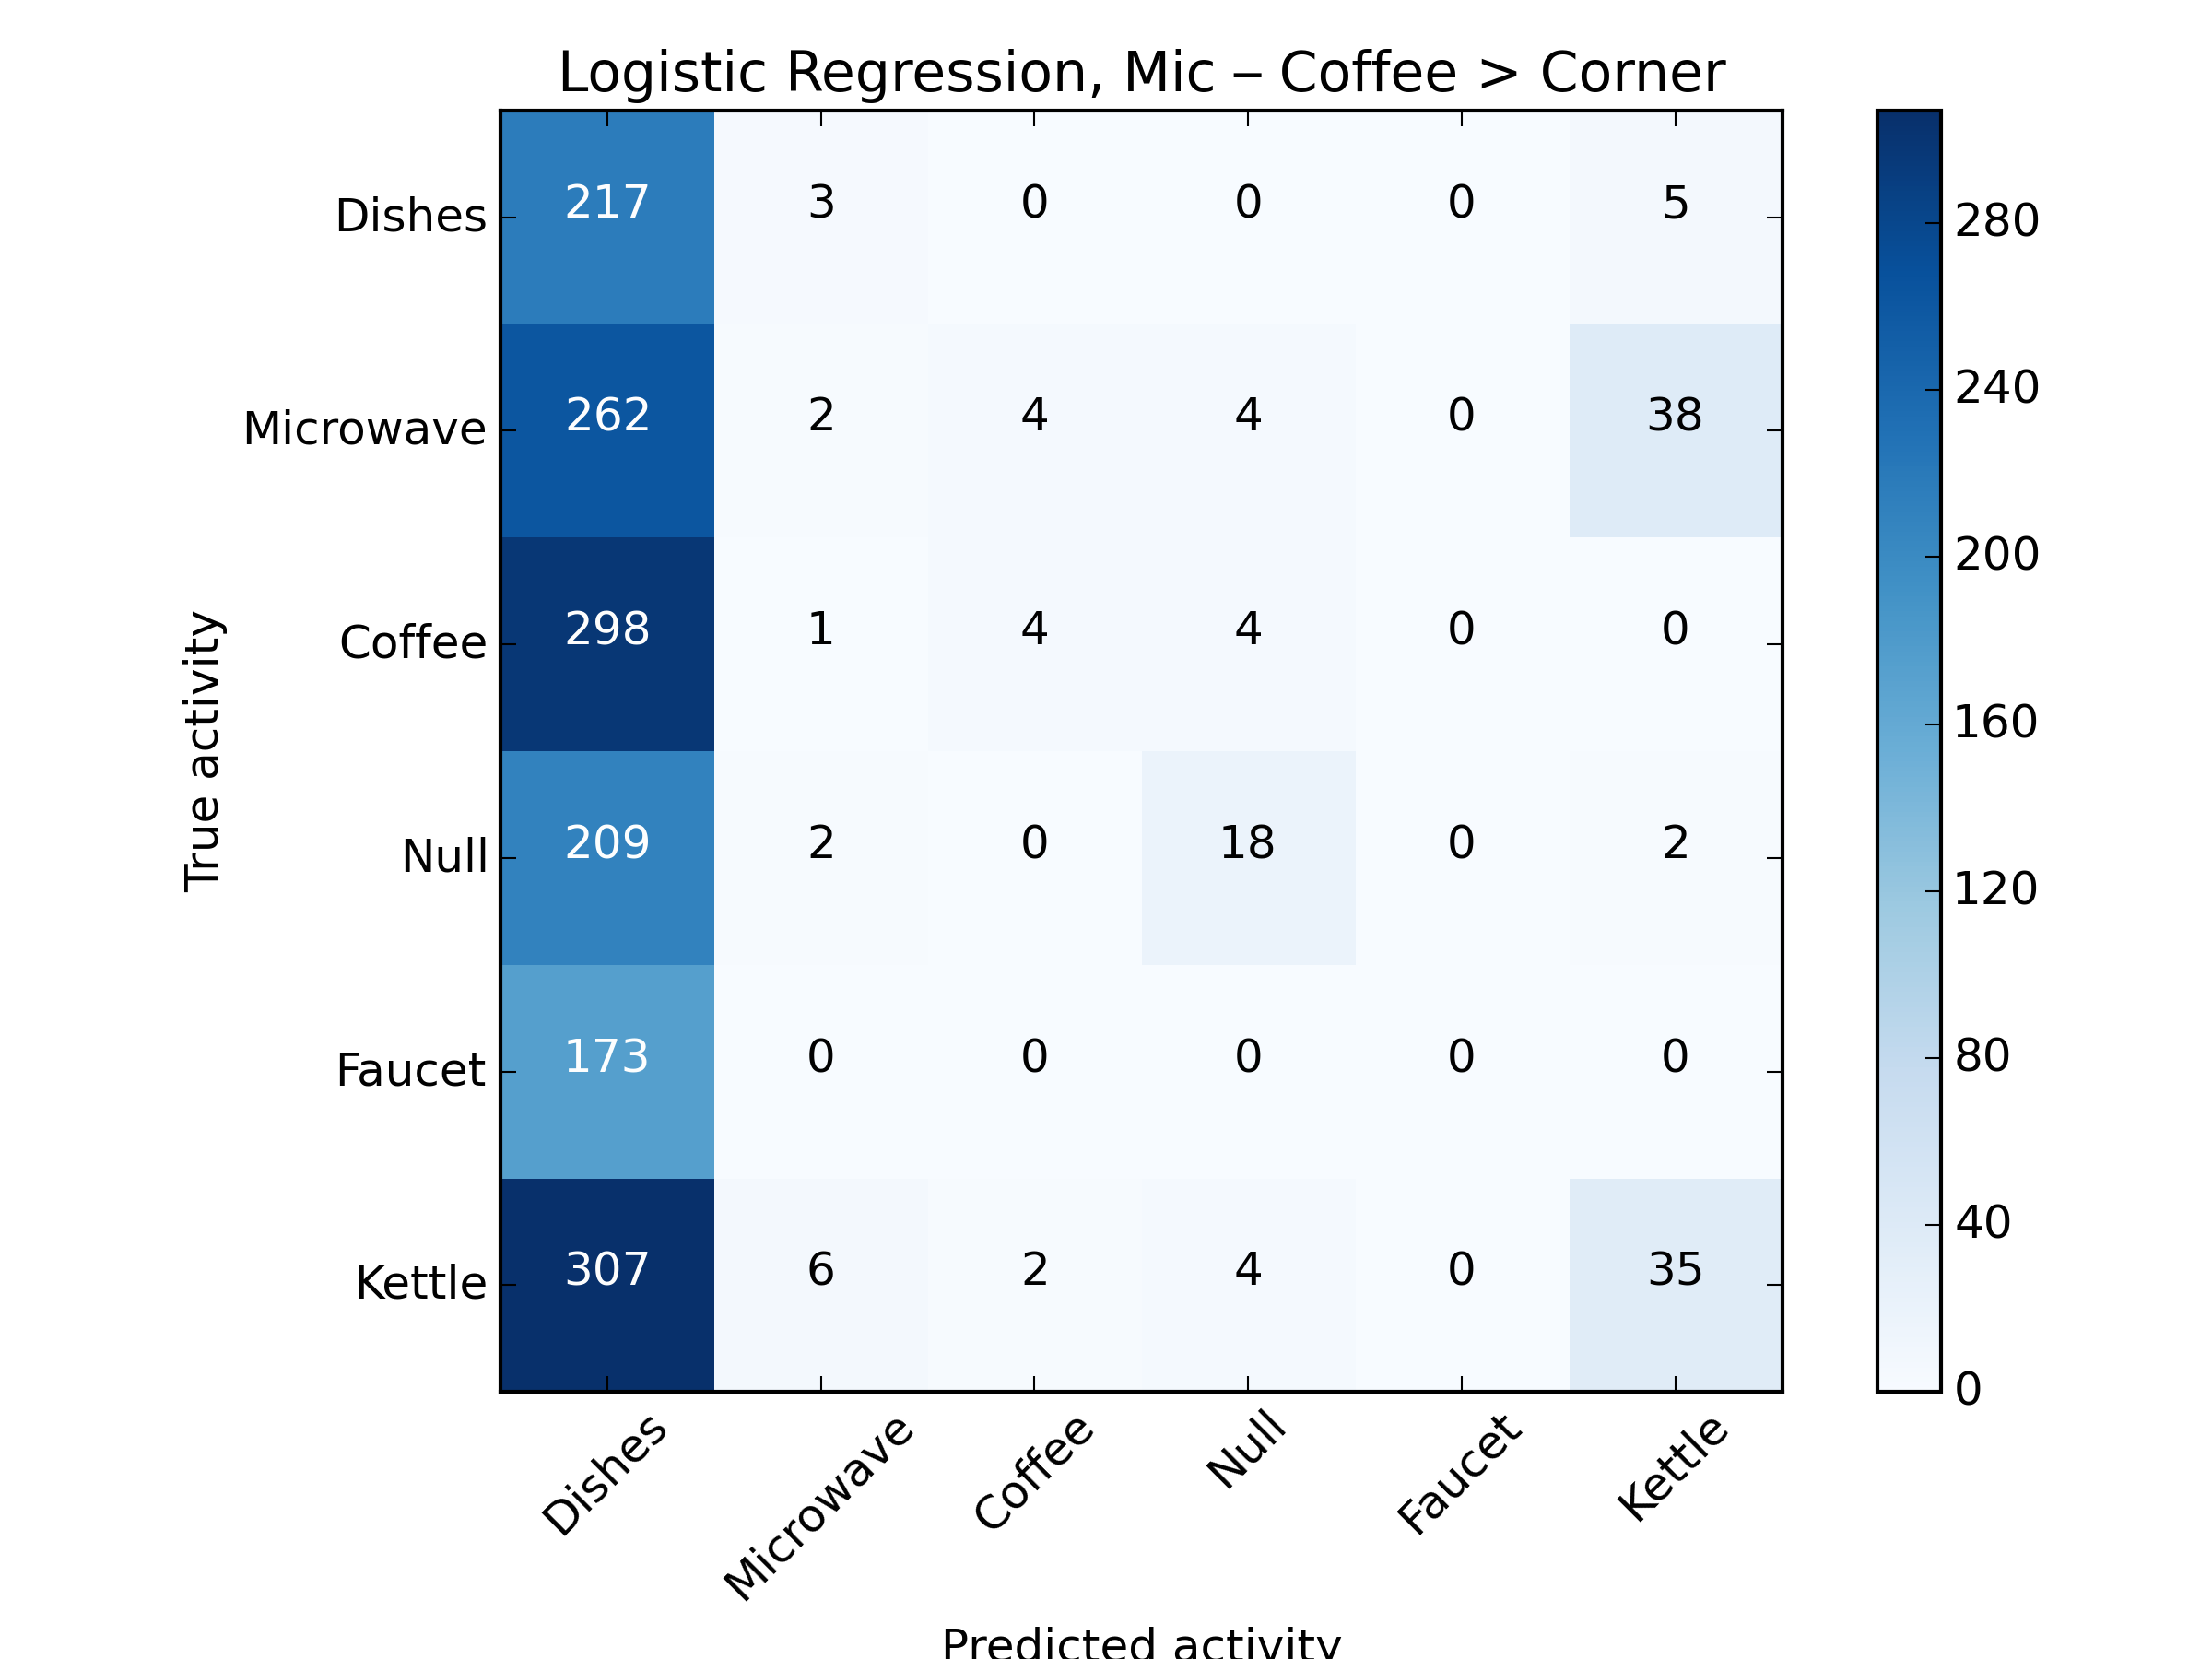 Logistic Regression, Mic – Coffee > Corner
Dishes 217 3 0 0 0 5
Microwave 262 2 4 4 0 38
Coffee 298 1 4 4 0 0
Null 209 2 0 18 0 2
Faucet 173 0 0 0 0 0
Kettle 307 6 2 4 0 35
True activity
Dishes Microwave Coffee Null Faucet Kettle
Predicted activity
280
240
200
160
120
80
40
0